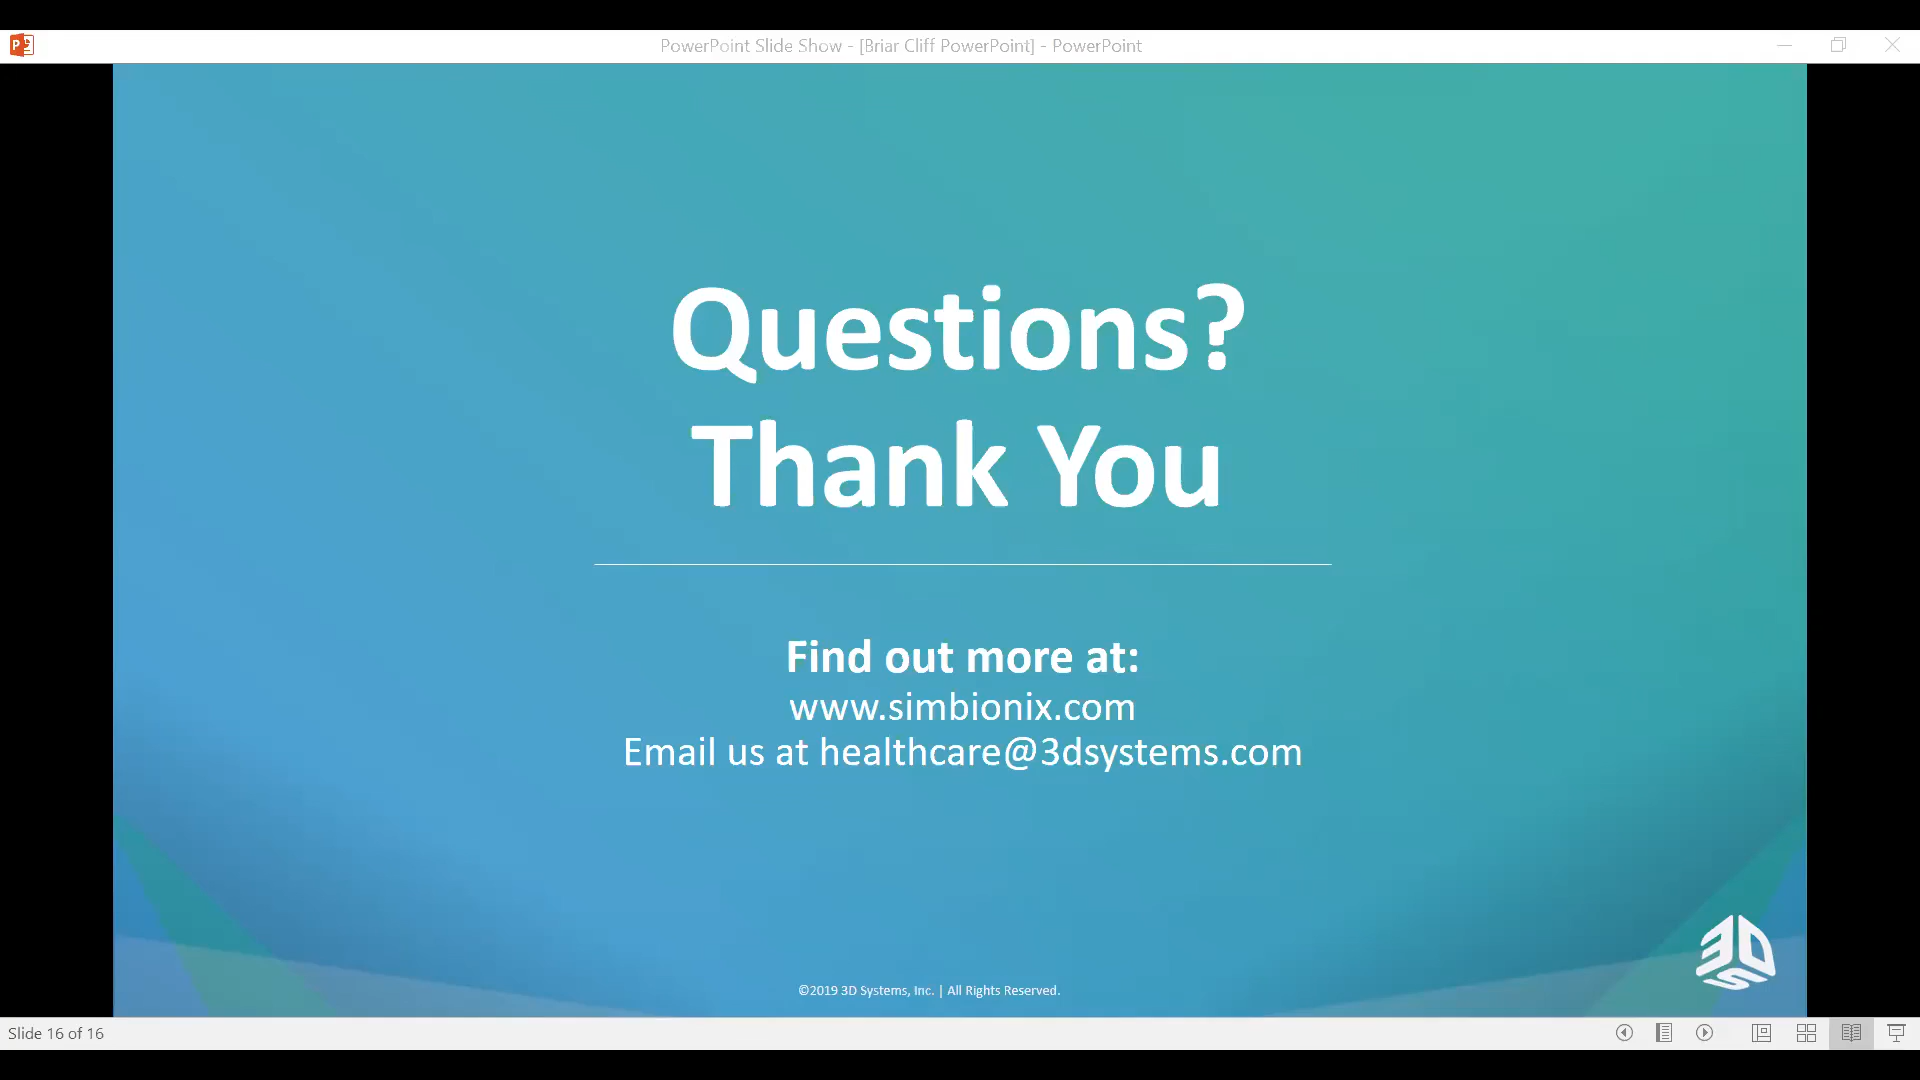 PowerPoint Slide Show - [Briar Cliff PowerPoint] - PowerPoint
Questions?
Thank You
Find out more at:
www.simbionix.com
Email us at healthcare@3dsystems.com
3DS
©2019 3D Systems, Inc. | All Rights Reserved.
Slide 16 of 16